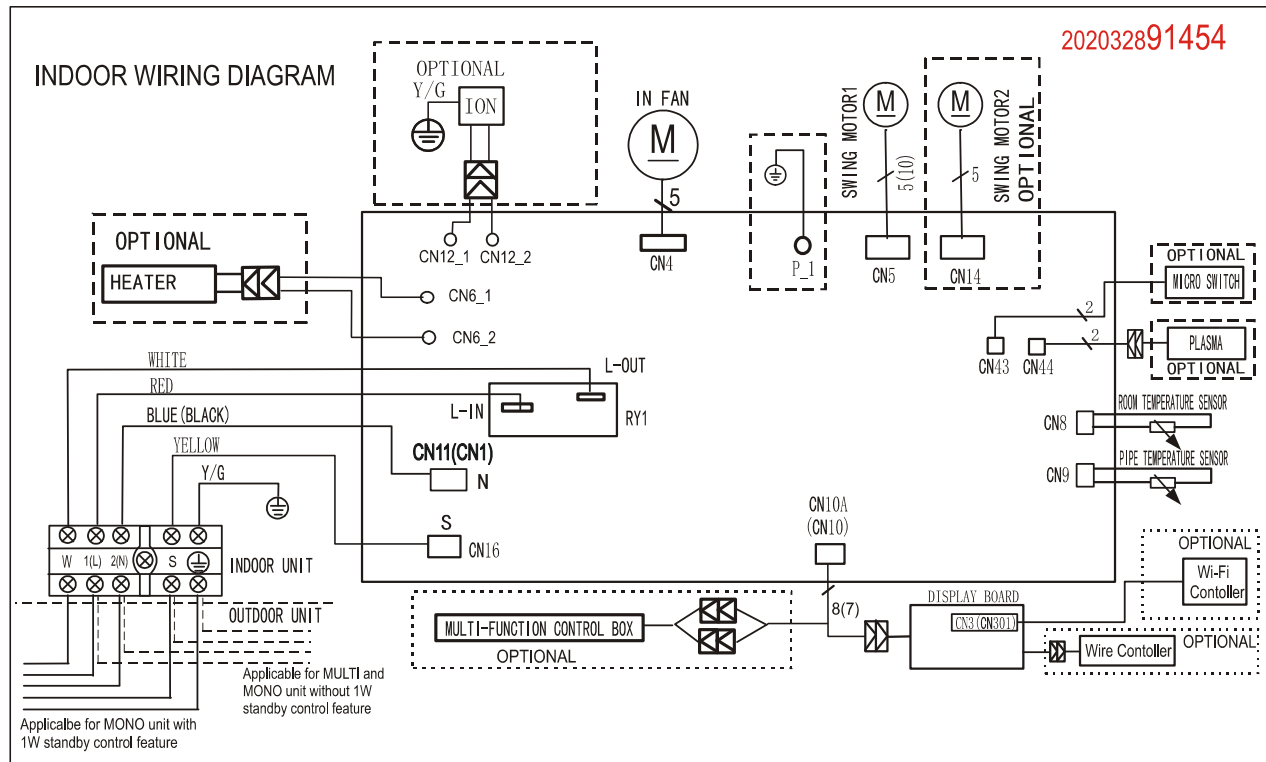 INDOOR WIRING DIAGRAM
202032891454
OPTIONAL
Y/G
ION
CN12_1
CN12_2
IN FAN
M
5
CN4
P_1
SWING MOTOR1
M
5(10)
CN5
SWING MOTOR2
OPTIONAL
M
5
CN14
OPTIONAL
HEATER
CN6_1
CN6_2
OPTIONAL
MICRO SWITCH
2
CN43
PLASMA
OPTIONAL
2
CN44
ROOM TEMPERATURE SENSOR
CN8
PIPE TEMPERATURE SENSOR
CN9
WHITE
RED
BLUE(BLACK)
YELLOW
Y/G
L-OUT
L-IN
RY1
CN11(CN1)
N
S
CN16
W 1(L) 2(N) S
INDOOR UNIT
OUTDOOR UNIT
Applicable for MULTI and
MONO unit without 1W
standby control feature
Applicalbe for MONO unit with
1W standby control feature
CN10A
(CN10)
8(7)
MULTI-FUNCTION CONTROL BOX
OPTIONAL
DISPLAY BOARD
CN3(CN301)
OPTIONAL
Wi-Fi
Contoller
OPTIONAL
Wire Contoller